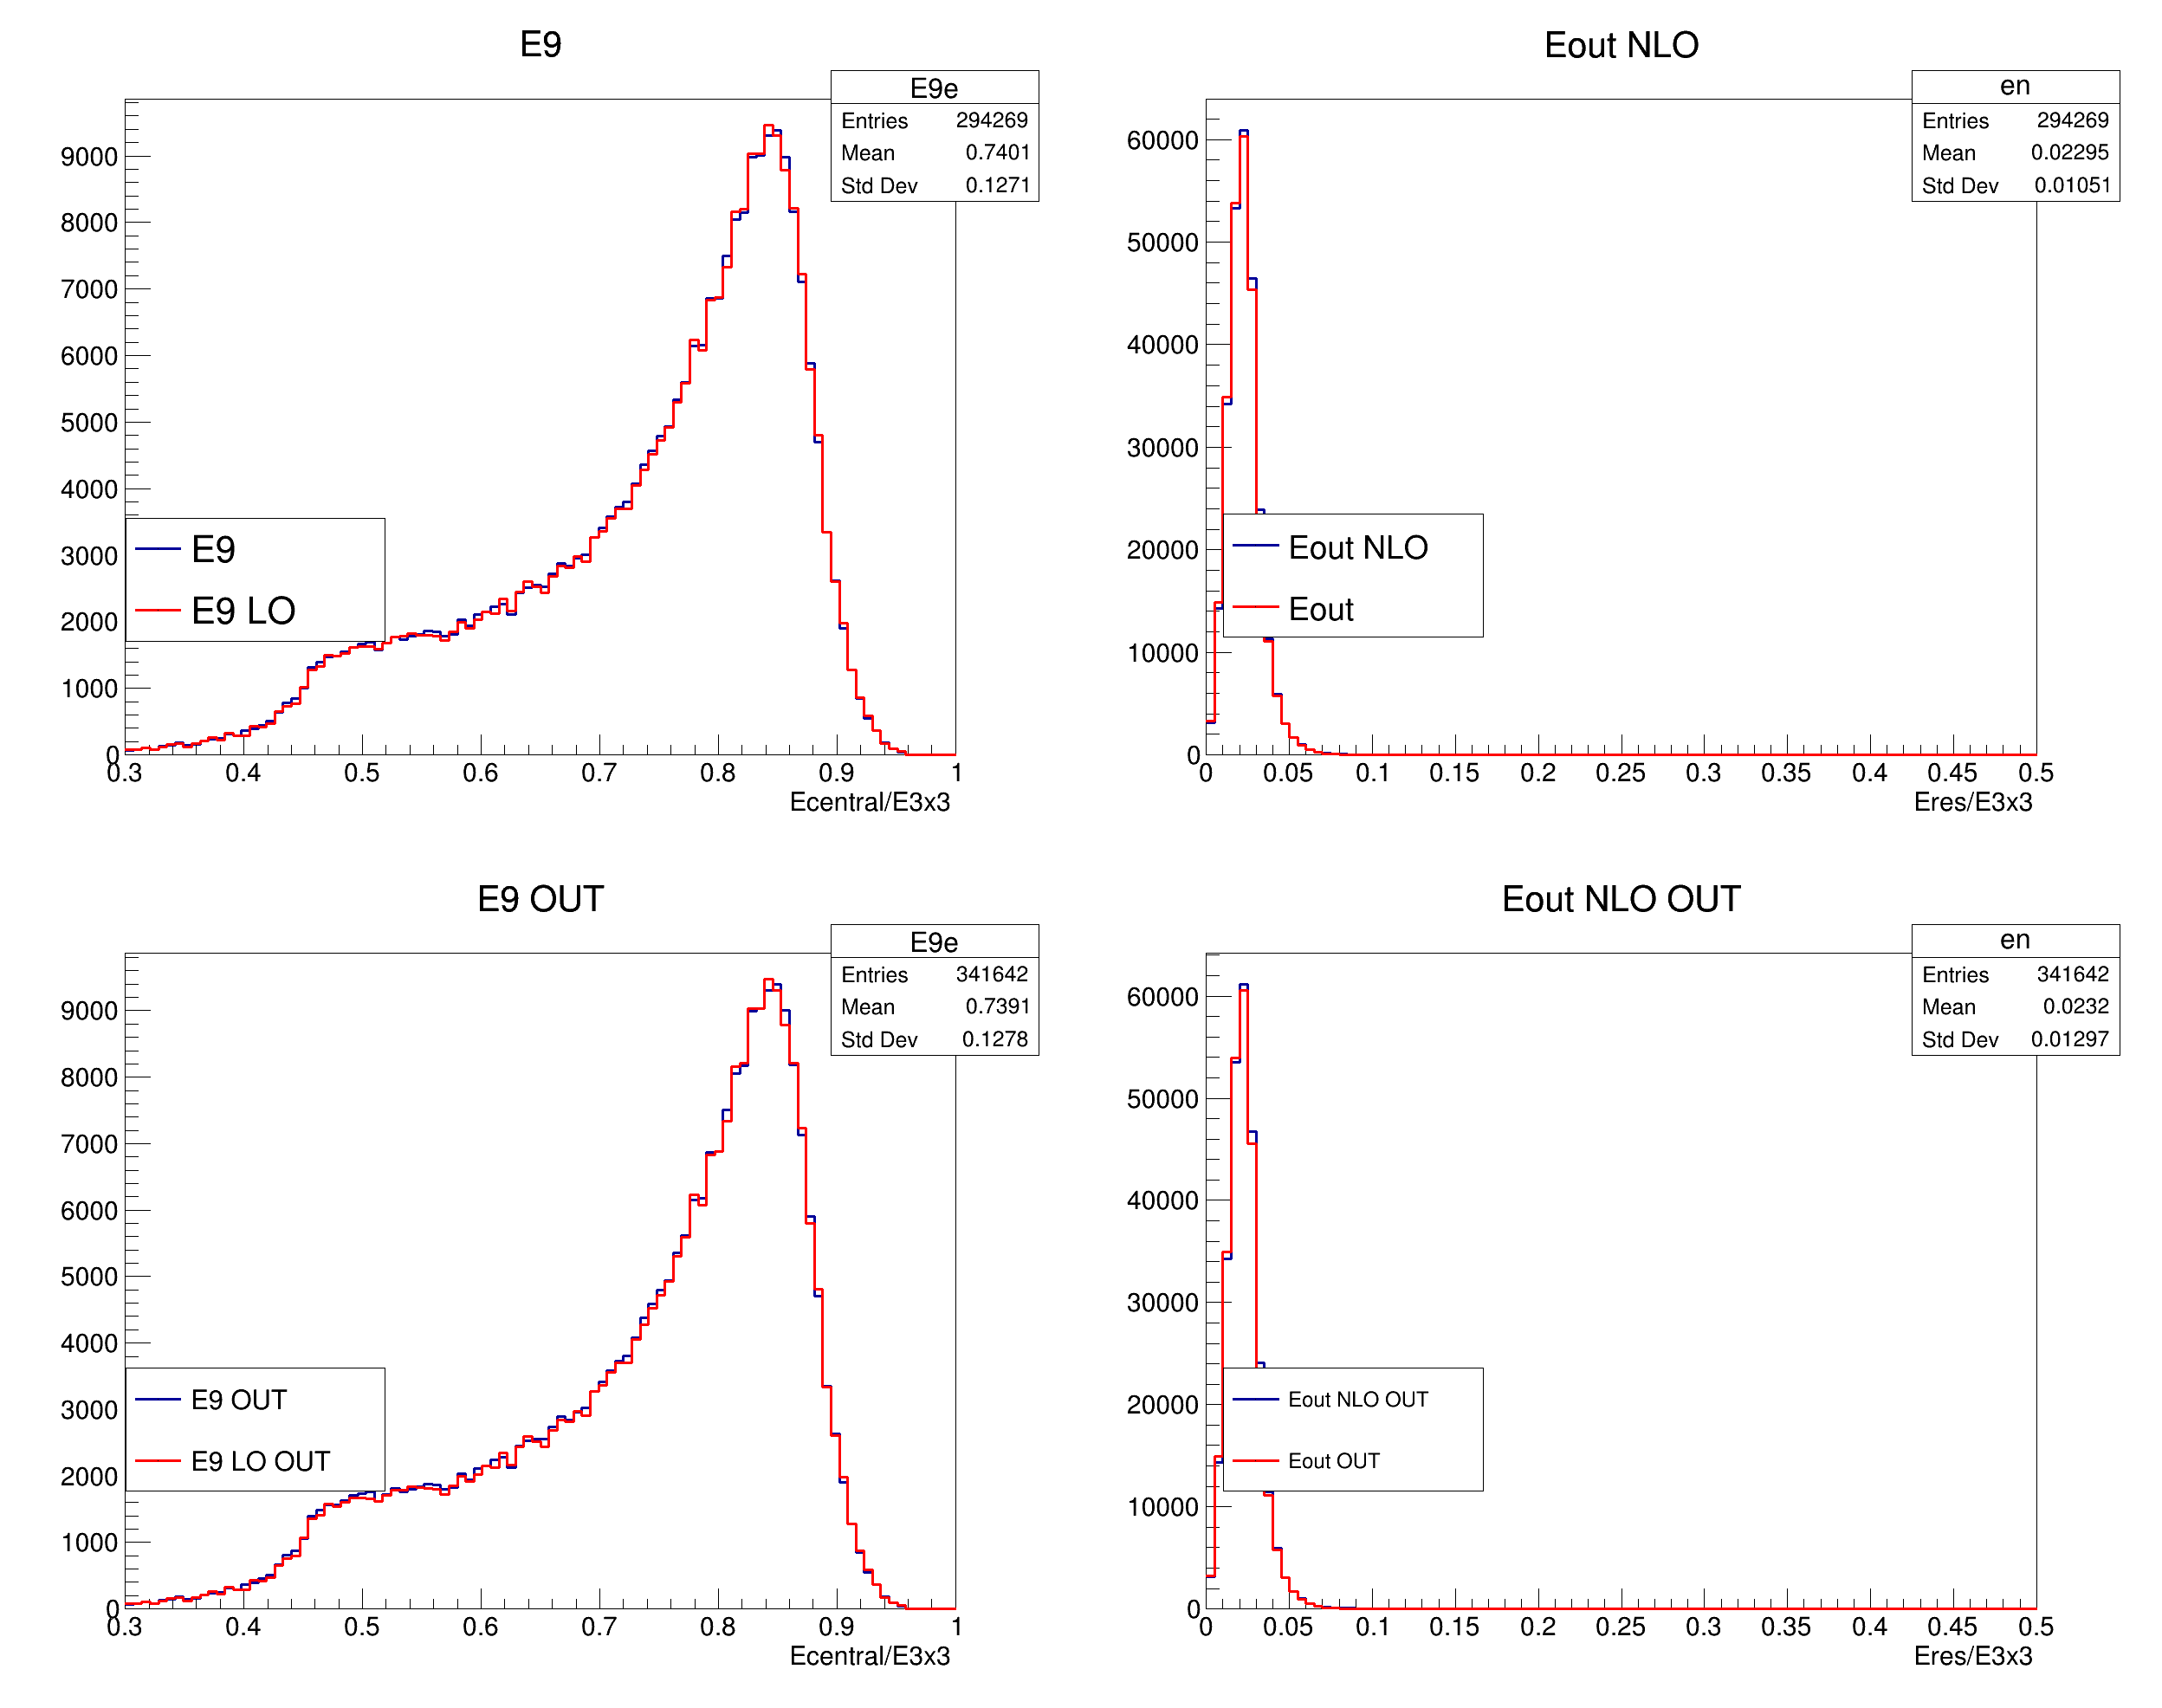 E9
E9e
Entries 294269
Mean 0.7401
Std Dev 0.1271
9000
8000
7000
6000
5000
4000
3000
2000
1000
0
E9
E9 LO
0.3 0.4 0.5 0.6 0.7 0.8 0.9 1
Ecentral/E3x3
Eout NLO
en
Entries 294269
Mean 0.02295
Std Dev 0.01051
60000
50000
40000
30000
20000
10000
0
Eout NLO
Eout
0 0.05 0.1 0.15 0.2 0.25 0.3 0.35 0.4 0.45 0.5
Eres/E3x3
E9 OUT
E9e
Entries 341642
Mean 0.7391
Std Dev 0.1278
9000
8000
7000
6000
5000
4000
3000
2000
1000
0
E9 OUT
E9 LO OUT
0.3 0.4 0.5 0.6 0.7 0.8 0.9 1
Ecentral/E3x3
Eout NLO OUT
en
Entries 341642
Mean 0.0232
Std Dev 0.01297
60000
50000
40000
30000
20000
10000
0
Eout NLO OUT
Eout OUT
0 0.05 0.1 0.15 0.2 0.25 0.3 0.35 0.4 0.45 0.5
Eres/E3x3